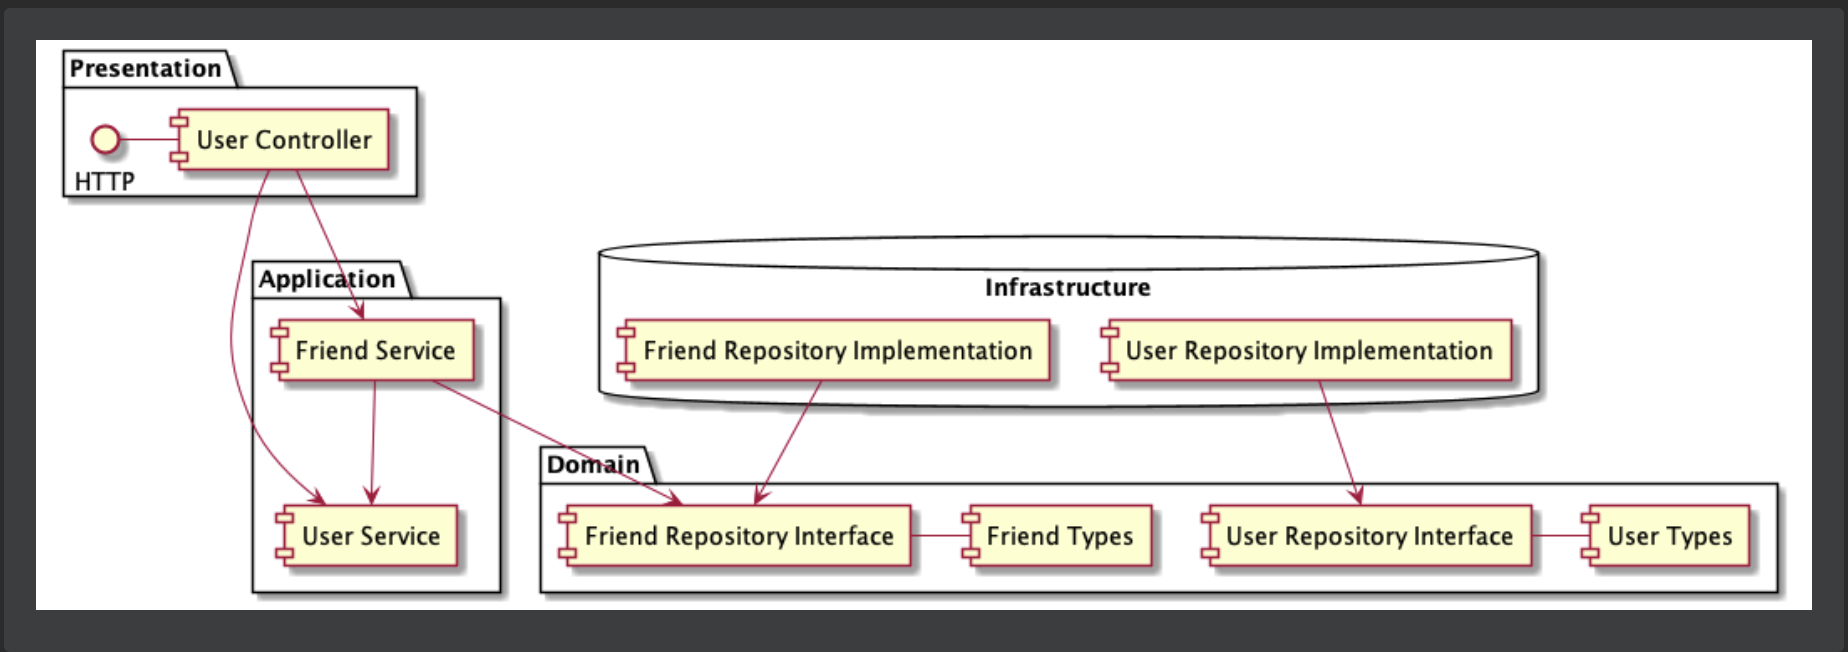 Presentation
User Controller
HTTP
Application
Infrastructure
Friend Service
Friend Repository Implementation
User Repository Implementation
Domain
User Service
Friend Repository Interface
Friend Types
User Repository Interface
User Types